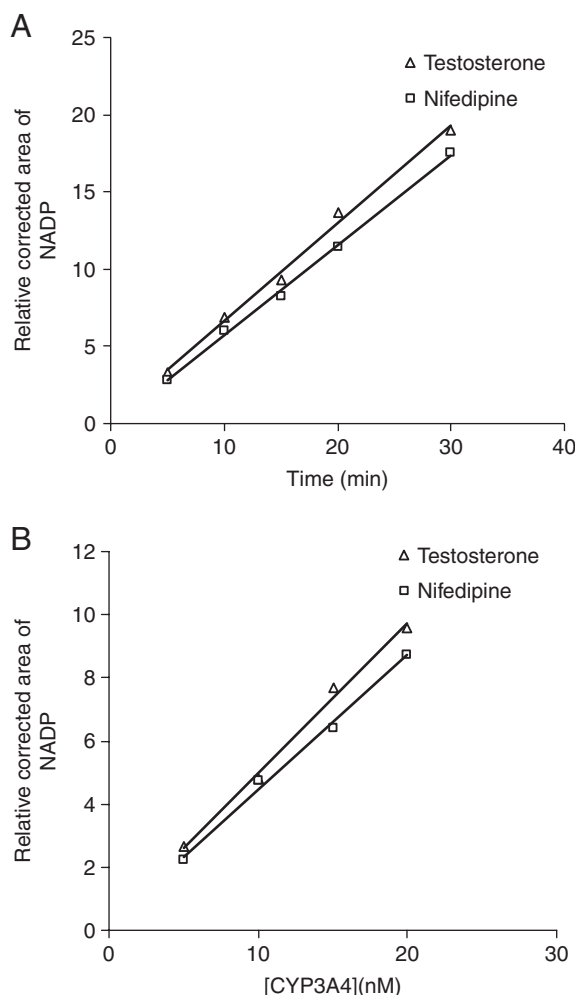 A
25
20
15
10
5
0
Relative corrected area of
NADP
Testosterone
Nifedipine
0 10 20 30 40
Time (min)
B
12
10
8
6
4
2
0
Relative corrected area of
NADP
Testosterone
Nifedipine
0 10 20 30
[CYP3A4](nM)